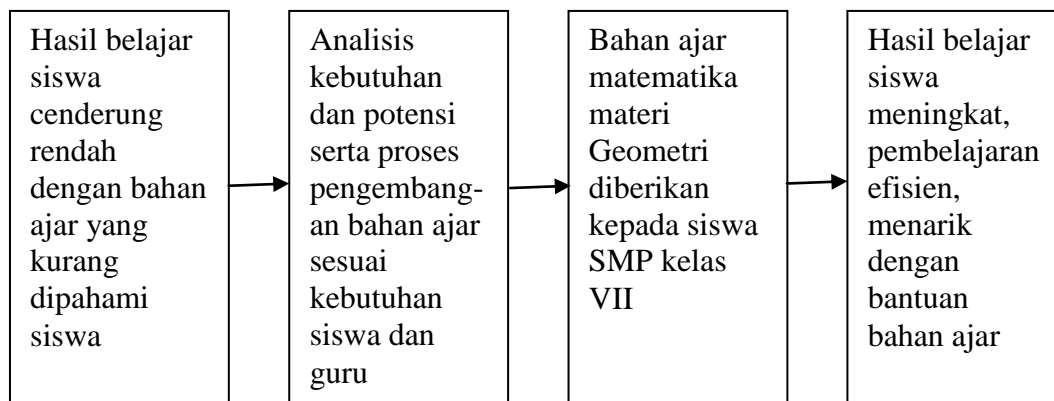 Hasil belajar
siswa
cenderung
rendah
dengan bahan
ajar yang
kurang
dipahami
siswa
Analisis
kebutuhan
dan potensi
serta proses
pengembang-
an bahan ajar
sesuai
kebutuhan
siswa dan
guru
Bahan ajar
matematika
materi
Geometri
diberikan
kepada siswa
SMP kelas
VII
Hasil belajar
siswa
meningkat,
pembelajaran
efisien,
menarik
dengan
bantuan
bahan ajar